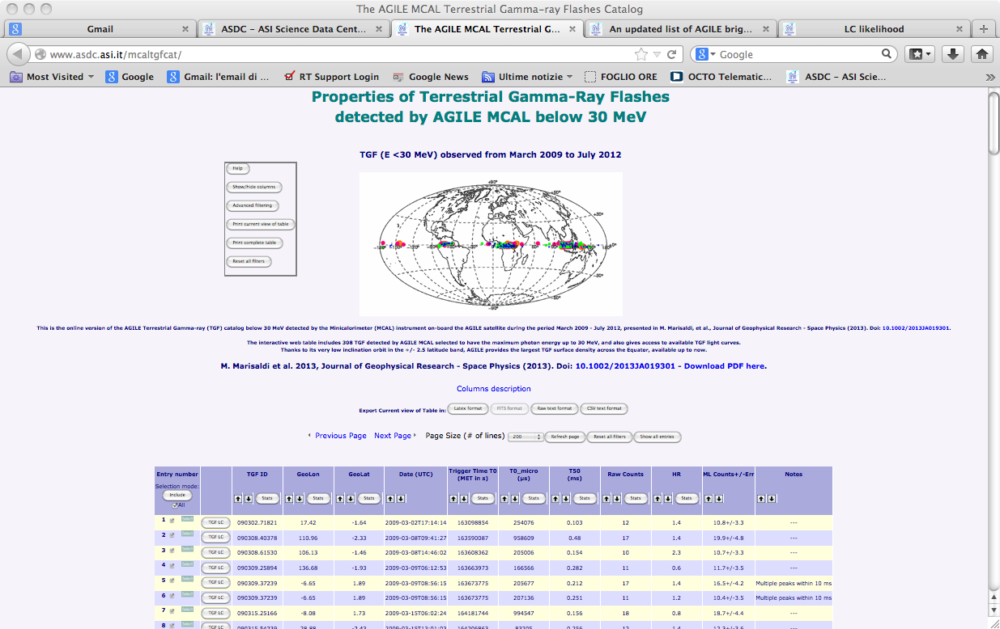 The AGILE MCAL Terrestrial Gamma-ray Flashes Catalog
Gmail
ASDC - ASI Science Data Cent...
The AGILE MCAL Terrestrial G...
An updated list of AGILE brig...
LC likelihood
www.asdc.asi.it/mcaltgfcat/
Google
Most Visited
Google
Gmail: l'email di ...
RT Support Login
Google News
Ultime notizie
FOGLIO ORE
OCTO Telematic...
ASDC - ASI Scie...
Properties of Terrestrial Gamma-Ray Flashes
detected by AGILE MCAL below 30 MeV
TGF (E <30 MeV) observed from March 2009 to July 2012
Help
Show/hide columns
Advanced filtering
Print current view of table
Print complete table
Reset all filters
This is the online version of the AGILE Terrestrial Gamma-ray (TGF) catalog below 30 MeV detected by the Minicalorimeter (MCAL) instrument on-board the AGILE satellite during the period March 2009 - July 2012, presented in M. Marisaldi, et al., Journal of Geophysical Research - Space Physics (2013). Doi: 10.1002/2013JA019301.
The interactive web table includes 308 TGF detected by AGILE MCAL selected to have the maximum photon energy up to 30 MeV, and also gives access to available TGF light curves.
Thanks to its very low inclination orbit in the +/- 2.5 latitude band, AGILE provides the largest TGF surface density across the Equator, available up to now.
M. Marisaldi et al. 2013, Journal of Geophysical Research - Space Physics (2013). Doi: 10.1002/2013JA019301 - Download PDF here.
Columns description
Export Current view of Table in: Latex format FITS format Raw text format CSV text format
Previous Page Next Page Page Size (# of lines) 200 Refresh page Reset all filters Show all entries
Entry number TGF ID GeoLon GeoLat Date (UTC) Trigger Time T0 (MET in s) T0_micro (µs) T50 (ms) Raw Counts HR ML Counts+/-Err Notes
Selection mode:
Include
All
Stats Stats Stats Stats Stats Stats Stats Stats
1 Select TGF LC 090302.71821 17.42 -1.64 2009-03-02T17:14:14 163098854 254076 0.103 12 1.4 10.8+/-3.3 ---
2 Select TGF LC 090308.40378 110.96 -2.33 2009-03-08T09:41:27 163590087 958609 0.48 17 1.4 19.9+/-4.8 ---
3 Select TGF LC 090308.61530 106.13 -1.46 2009-03-08T14:46:02 163608362 205006 0.154 10 2.3 10.7+/-3.3 ---
4 Select TGF LC 090309.25894 136.68 -1.93 2009-03-09T06:12:53 163663973 166566 0.282 11 0.6 11.7+/-3.5 ---
5 Select TGF LC 090309.37239 -6.65 1.89 2009-03-09T08:56:15 163673775 205677 0.212 17 1.4 16.5+/-4.2 Multiple peaks within 10 ms
6 Select TGF LC 090309.37239 -6.65 1.89 2009-03-09T08:56:15 163673775 207136 0.251 11 1.2 10.4+/-3.5 Multiple peaks within 10 ms
7 Select TGF LC 090315.25166 -8.08 1.73 2009-03-15T06:02:24 164181744 994547 0.156 18 0.8 18.7+/-4.4 ---
8 Select TGF LC